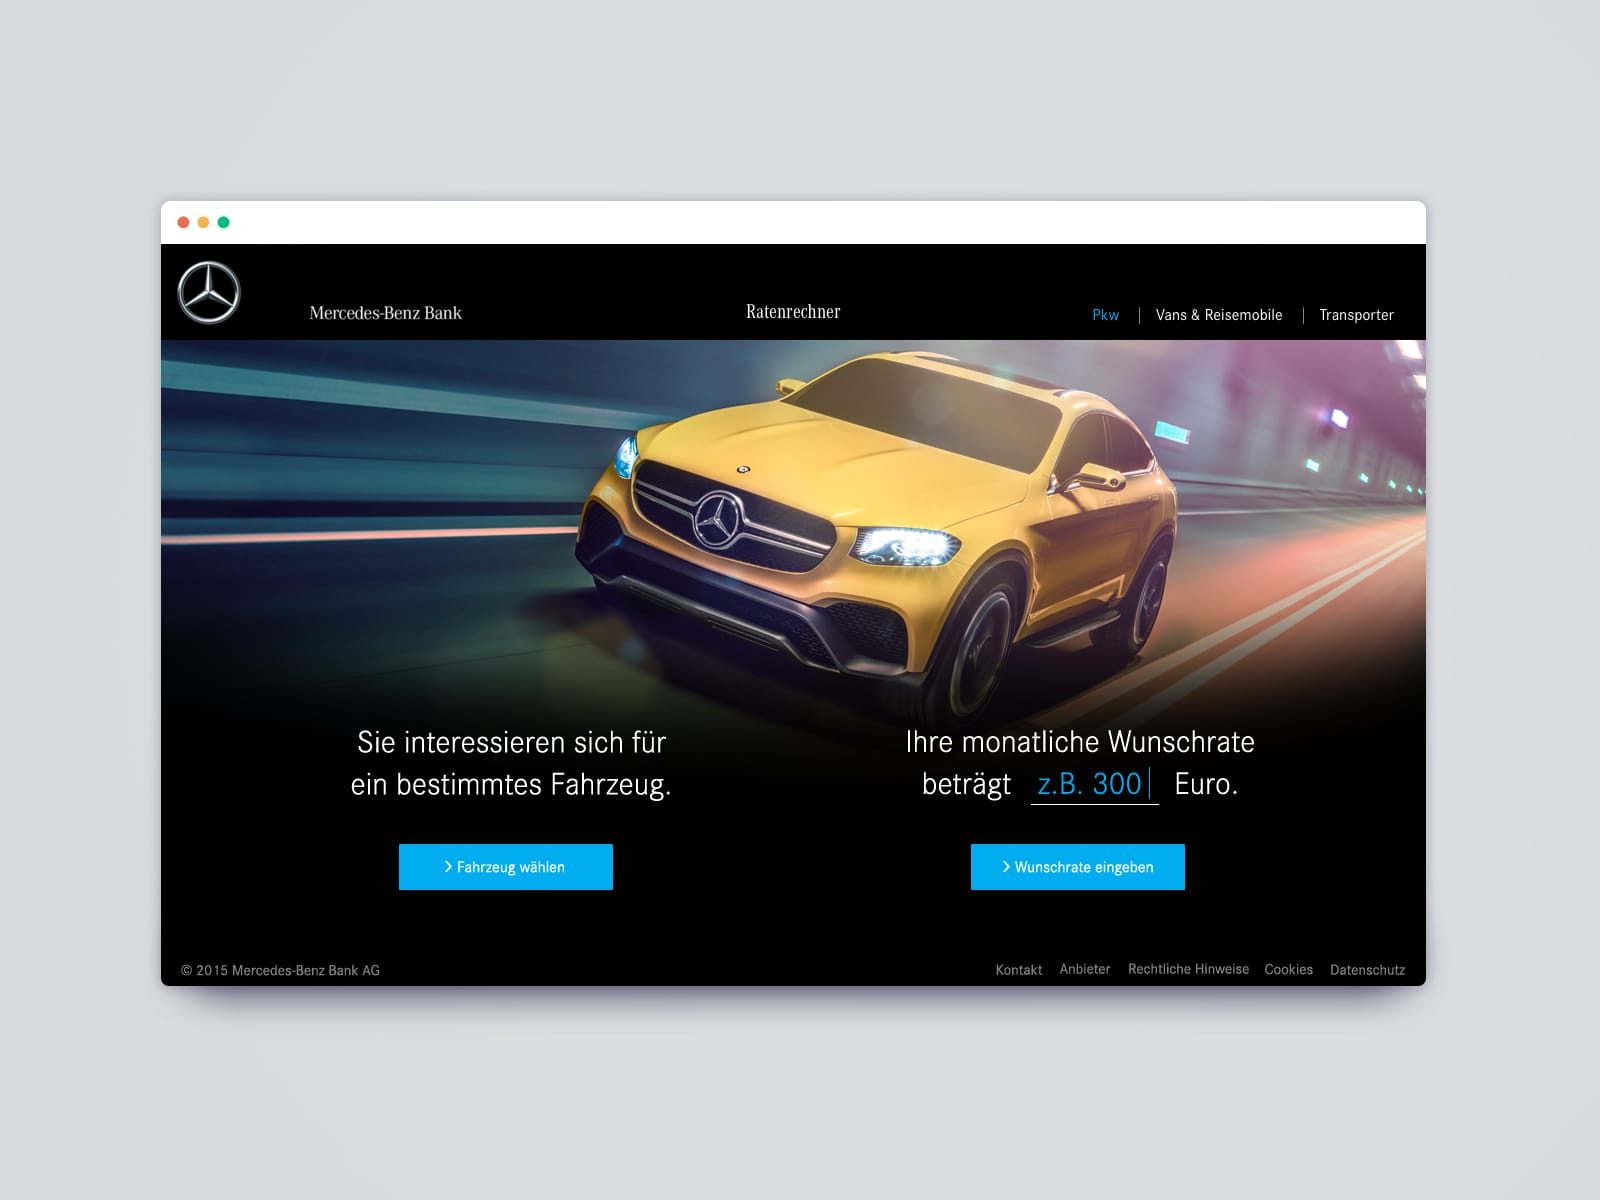 Mercedes-Benz Bank
Ratenrechner
Pkw
Vans & Reisemobile
Transporter
Sie interessieren sich für
ein bestimmtes Fahrzeug.
> Fahrzeug wählen
Ihre monatliche Wunschrate
beträgt z.B. 300 Euro.
> Wunschrate eingeben
© 2015 Mercedes-Benz Bank AG
Kontakt Anbieter Rechtliche Hinweise Cookies Datenschutz